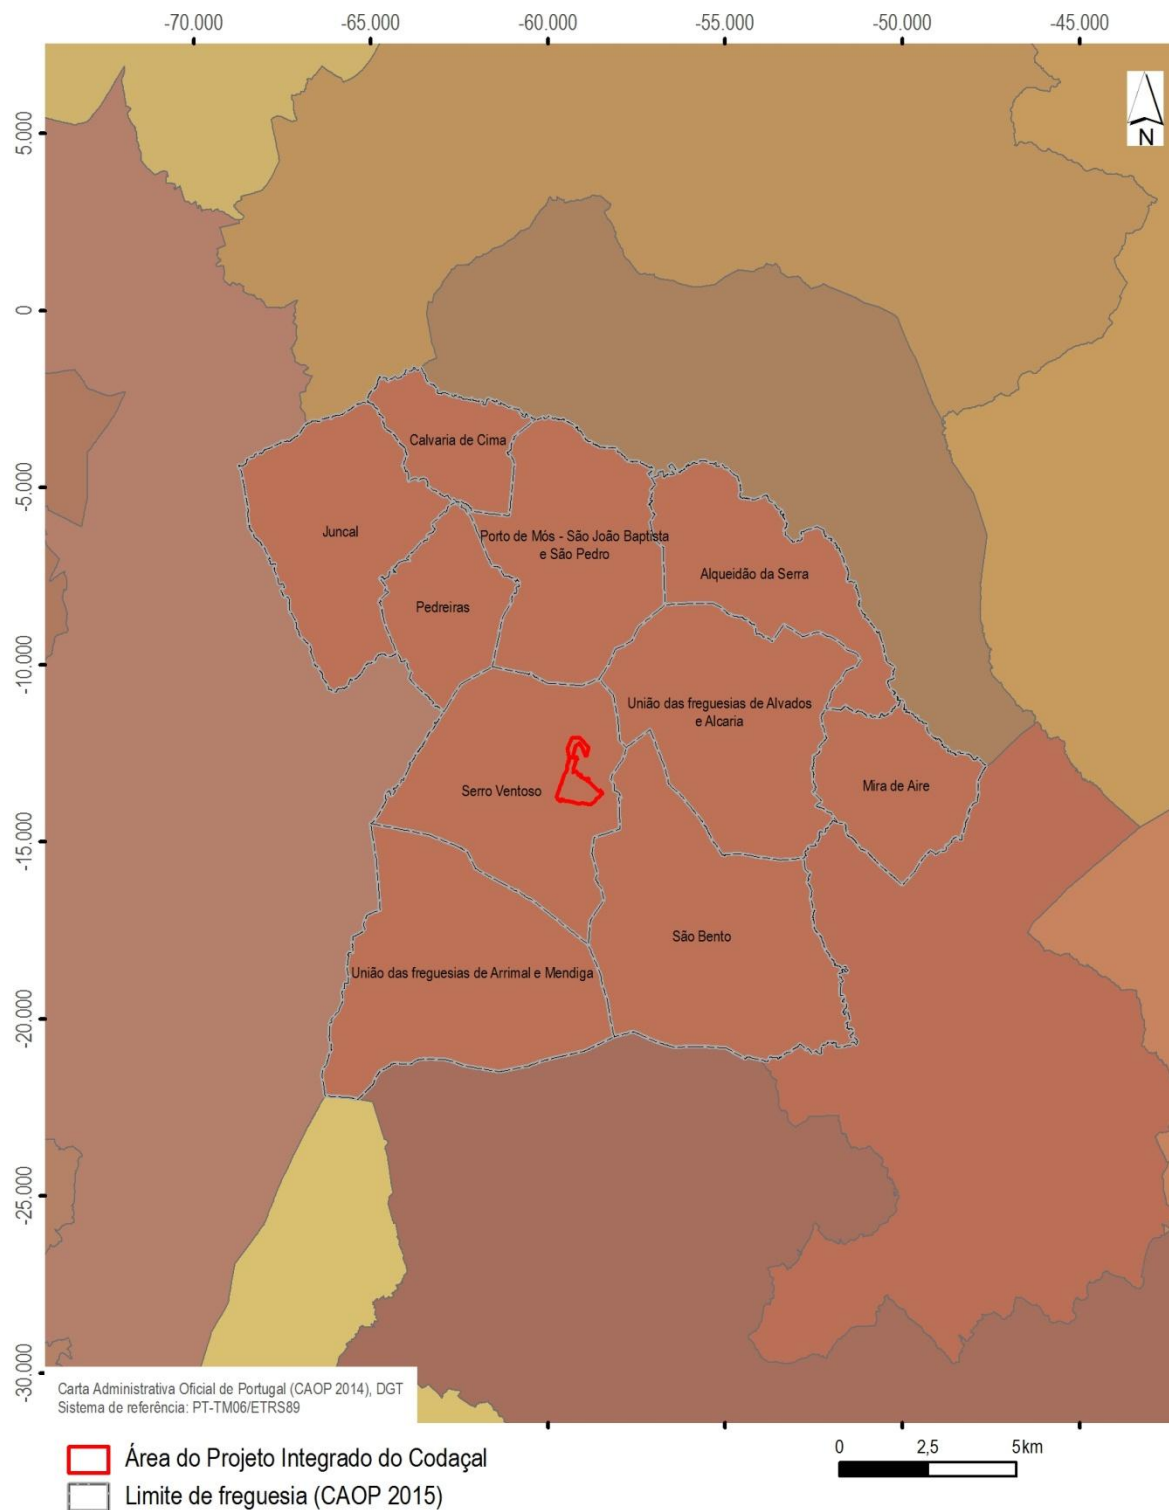 -70.000 -65.000 -60.000 -55.000 -50.000 -45.000
5.000
0
-5.000
-10.000
-15.000
-20.000
-25.000
-30.000
N
Calvaria de Cima
Juncal
Porto de Mós - São João Baptista
e São Pedro
Alqueidão da Serra
Pedreiras
União das freguesias de Alvados
e Alcaria
Serro Ventoso
Mira de Aire
São Bento
União das freguesias de Arrimal e Mendiga
Carta Administrativa Oficial de Portugal (CAOP 2014), DGT
Sistema de referência: PT-TM06/ETRS89
Área do Projeto Integrado do Codaçal
Limite de freguesia (CAOP 2015)
0 2,5 5km